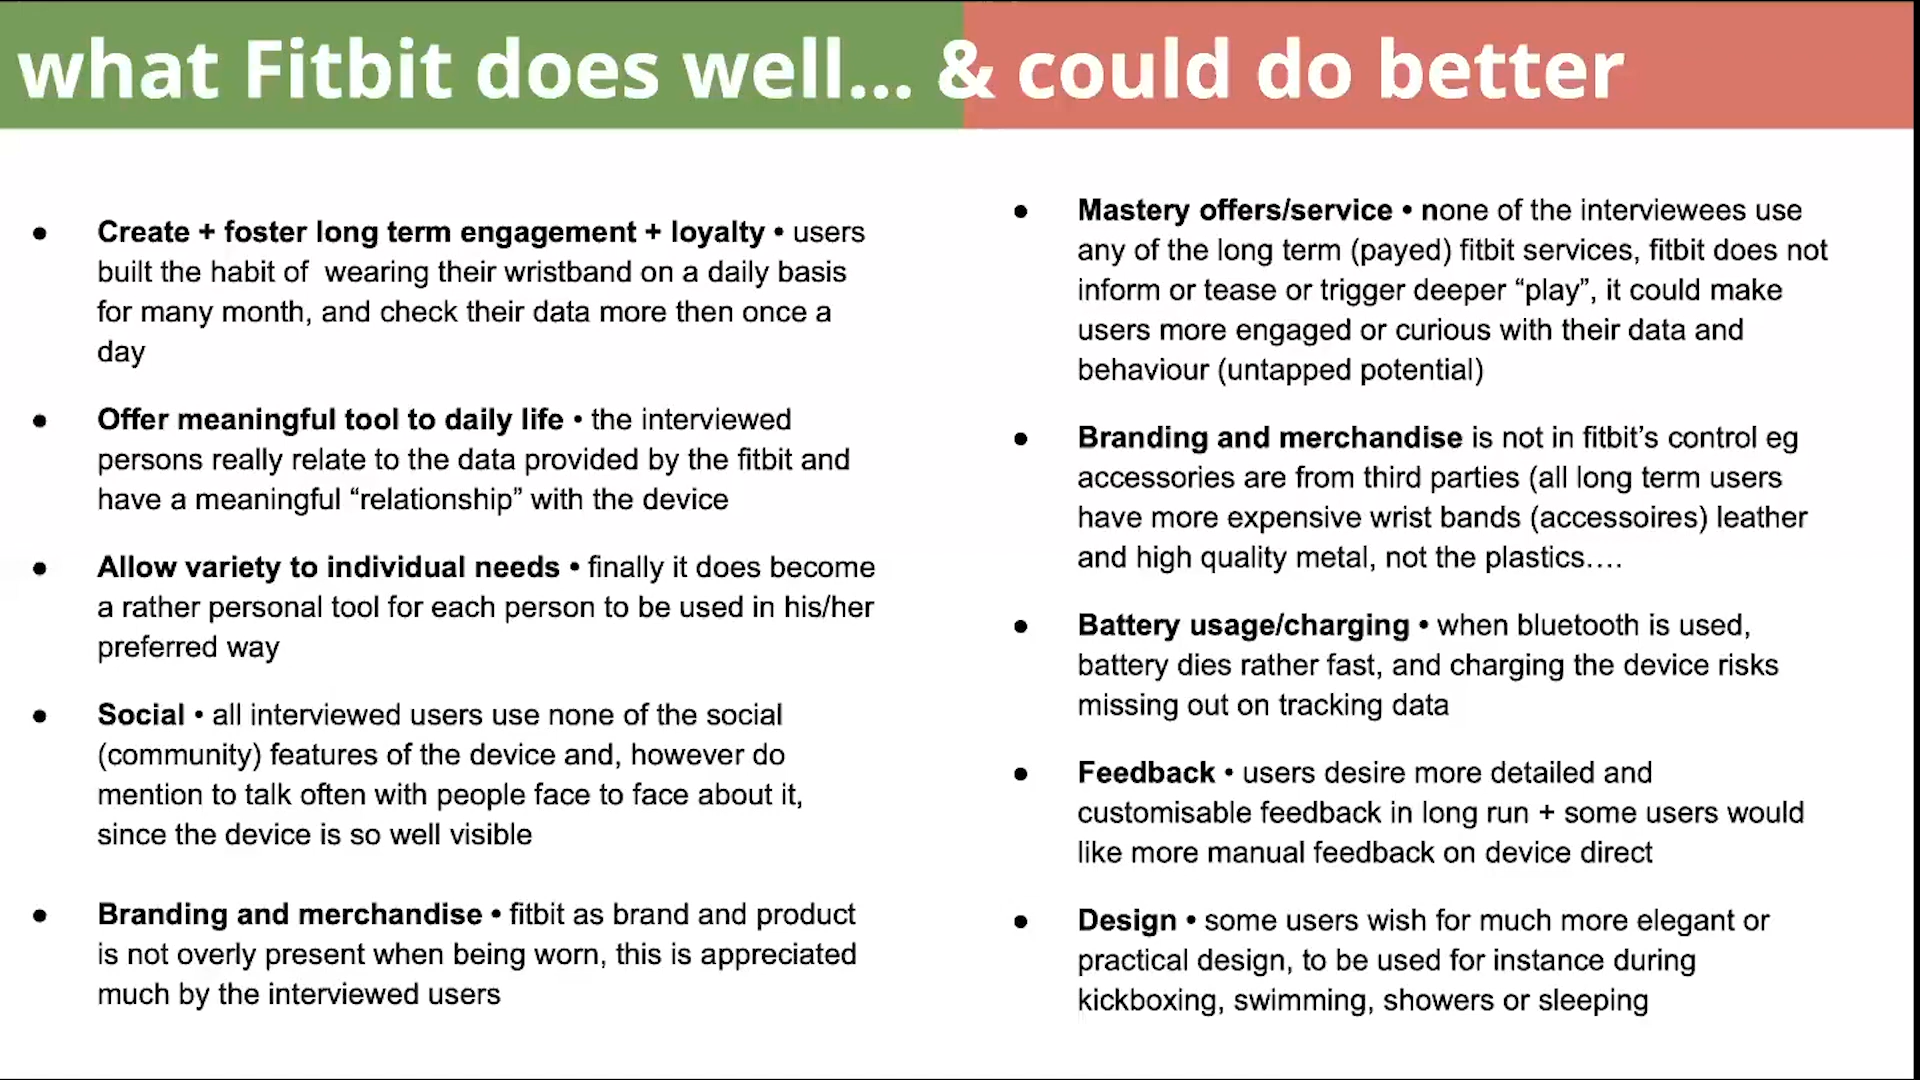 what Fitbit does well... & could do better
● Create + foster long term engagement + loyalty • users
built the habit of  wearing their wristband on a daily basis
for many month, and check their data more then once a
day
● Offer meaningful tool to daily life • the interviewed
persons really relate to the data provided by the fitbit and
have a meaningful “relationship” with the device
● Allow variety to individual needs • finally it does become
a rather personal tool for each person to be used in his/her
preferred way
● Social • all interviewed users use none of the social
(community) features of the device and, however do
mention to talk often with people face to face about it,
since the device is so well visible
● Branding and merchandise • fitbit as brand and product
is not overly present when being worn, this is appreciated
much by the interviewed users
● Mastery offers/service • none of the interviewees use
any of the long term (payed) fitbit services, fitbit does not
inform or tease or trigger deeper “play”, it could make
users more engaged or curious with their data and
behaviour (untapped potential)
● Branding and merchandise is not in fitbit’s control eg
accessories are from third parties (all long term users
have more expensive wrist bands (accessoires) leather
and high quality metal, not the plastics….
● Battery usage/charging • when bluetooth is used,
battery dies rather fast, and charging the device risks
missing out on tracking data
● Feedback • users desire more detailed and
customisable feedback in long run + some users would
like more manual feedback on device direct
● Design • some users wish for much more elegant or
practical design, to be used for instance during
kickboxing, swimming, showers or sleeping